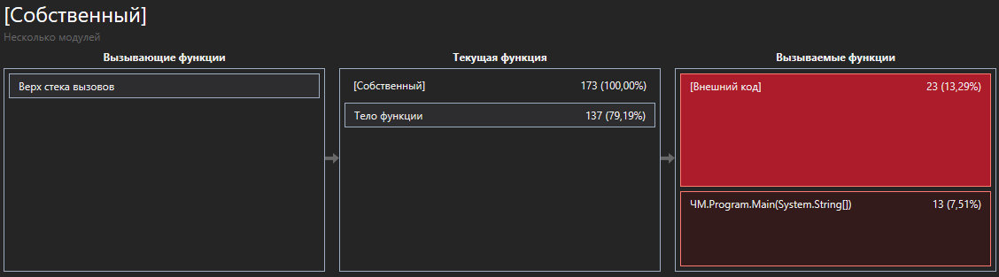 [Собственный]
Несколько модулей
Вызывающие функции
Верх стека вызовов
Текущая функция
[Собственный] 173 (100,00%)
Тело функции 137 (79,19%)
Вызываемые функции
[Внешний код] 23 (13,29%)
ЧМ.Program.Main(System.String[]) 13 (7,51%)